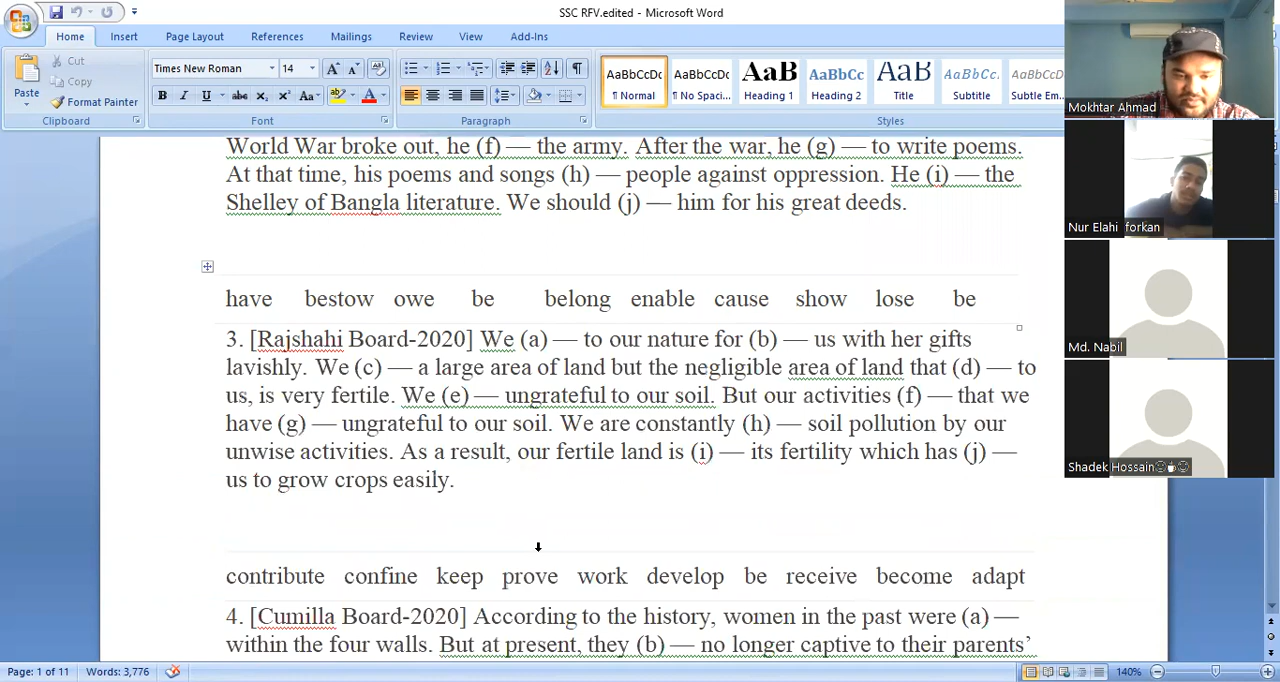 SSC RFV.edited - Microsoft Word
Home Insert Page Layout References Mailings Review View Add-Ins
Paste
Cut
Copy
Format Painter
Clipboard
Times New Roman 14
Font
Paragraph
AaBbCcDc AaBbCcDc AaB AaBbCc AaB AaBbCc. AaBbCcDc
¶ Normal ¶ No Spaci... Heading 1 Heading 2 Title Subtitle Subtle Em...
Styles
World War broke out, he (f) — the army. After the war, he (g) — to write poems.
At that time, his poems and songs (h) — people against oppression. He (i) — the
Shelley of Bangla literature. We should (j) — him for his great deeds.
have bestow owe be belong enable cause show lose be
3. [Rajshahi Board-2020] We (a) — to our nature for (b) — us with her gifts
lavishly. We (c) — a large area of land but the negligible area of land that (d) — to
us, is very fertile. We (e) — ungrateful to our soil. But our activities (f) — that we
have (g) — ungrateful to our soil. We are constantly (h) — soil pollution by our
unwise activities. As a result, our fertile land is (i) — its fertility which has (j) —
us to grow crops easily.
contribute confine keep prove work develop be receive become adapt
4. [Cumilla Board-2020] According to the history, women in the past were (a) —
within the four walls. But at present, they (b) — no longer captive to their parents’
Page: 1 of 11 Words: 3,776 140%
Mokhtar Ahmad
Nur Elahi forkan
Md. Nabil
Shadek Hossain